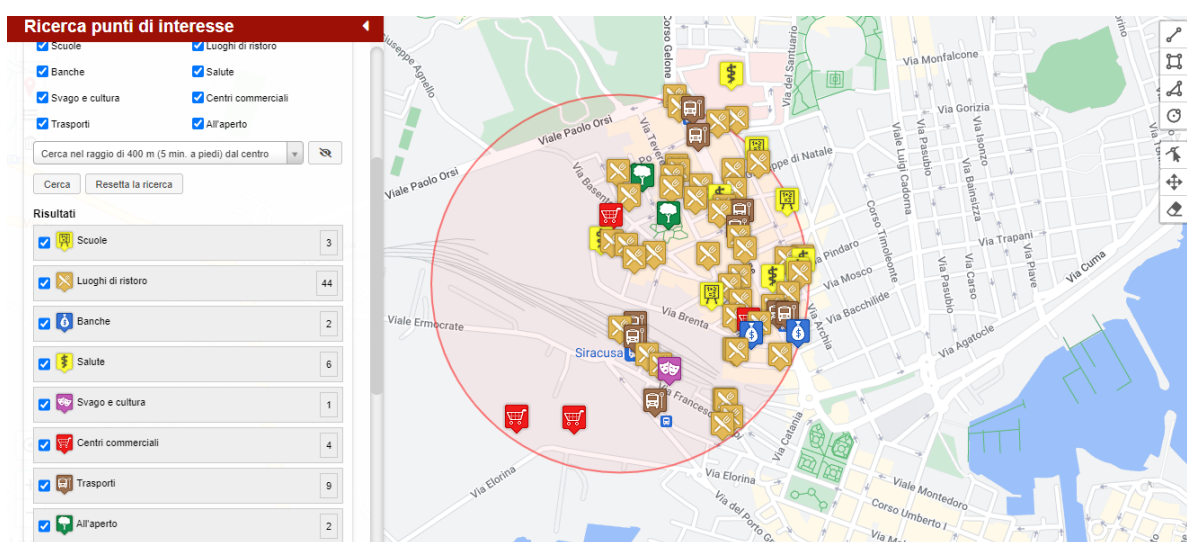 Ricerca punti di interesse
Scuole
Luoghi di ristoro
Banche
Salute
Svago e cultura
Centri commerciali
Trasporti
All'aperto
Cerca nel raggio di 400 m (5 min. a piedi) dal centro
Cerca
Resetta la ricerca
Risultati
Scuole 3
Luoghi di ristoro 44
Banche 2
Salute 6
Svago e cultura 1
Centri commerciali 4
Trasporti 9
All'aperto 2
Giuseppe Agnello
Corso Gelone
Via del Santuario
Via Monfalcone
Via Gorizia
Viale Paolo Orsi
Via Tevere
Viale Luigi Cadorna
Via Pasubio
Via Isonzo
Viale Paolo Orsi
Via Basento
Via Bainsizza
Corso Timoleonte
Via Trapani
Via Pindaro
Via Mosco
Via Pasubio
Via Carso
Via Piave
Via Cuma
Via Bacchilide
Via Brenta
Via Archia
Viale Ermocrate
Via Agatocle
Siracusa
Via Catania
Via Elorina
Via Elorina
Viale Montedoro
Corso Umberto I